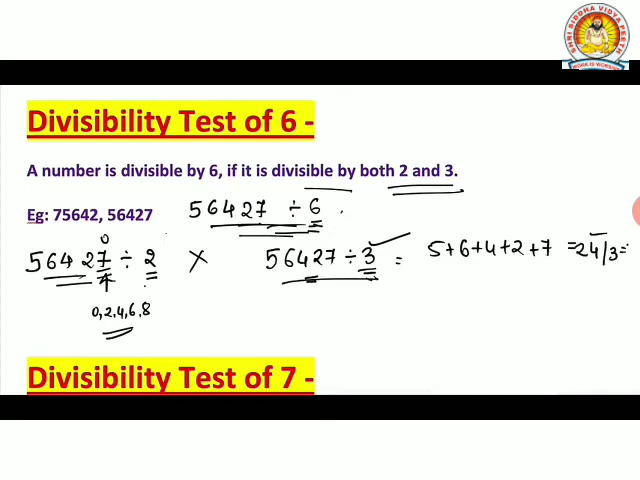 SHRI SIDDHA VIDYA PEETH
WORK IS WORSHIP
Divisibility Test of 6 -
A number is divisible by 6, if it is divisible by both 2 and 3.
Eg: 75642, 56427
56427 ÷ 6
0
56427 ÷ 2 × 56427 ÷ 3 = 5+6+4+2+7 =24/3=
0,2,4,6,8
Divisibility Test of 7 -